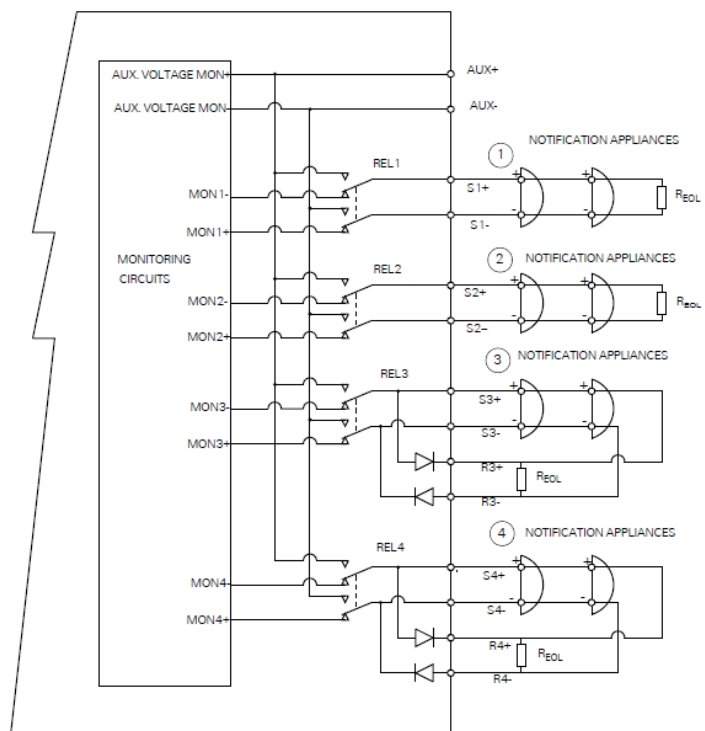 AUX. VOLTAGE MON+
AUX+
AUX. VOLTAGE MON-
AUX-
NOTIFICATION APPLIANCES
1
REL1
MON1-
S1+
+
+
REOL
MON1+
S1-
-
-
MONITORING
CIRCUITS
2
NOTIFICATION APPLIANCES
REL2
MON2-
S2+
+
+
REOL
MON2+
S2–
-
-
3
NOTIFICATION APPLIANCES
REL3
MON3-
S3+
+
+
MON3+
S3-
-
-
R3+
REOL
R3-
4
NOTIFICATION APPLIANCES
REL4
MON4-
S4+
+
+
MON4+
S4-
-
-
R4+
REOL
R4-